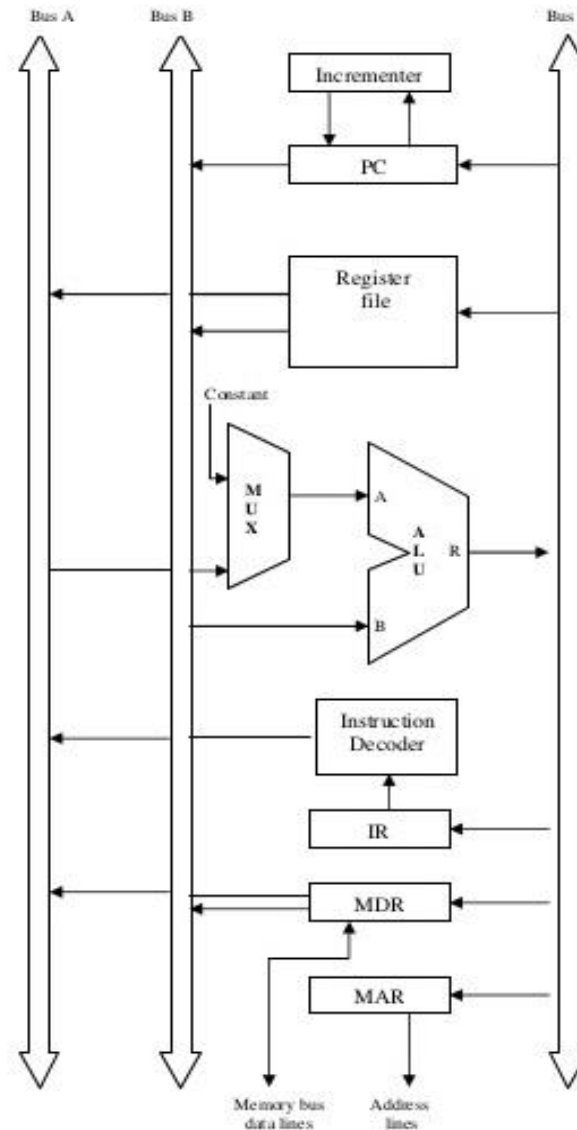 Bus A
Bus B
Bus
Incrementer
PC
Register
file
Constant
M
U
X
A
A
L
U
R
B
Instruction
Decoder
IR
MDR
MAR
Memory bus
data lines
Address
lines